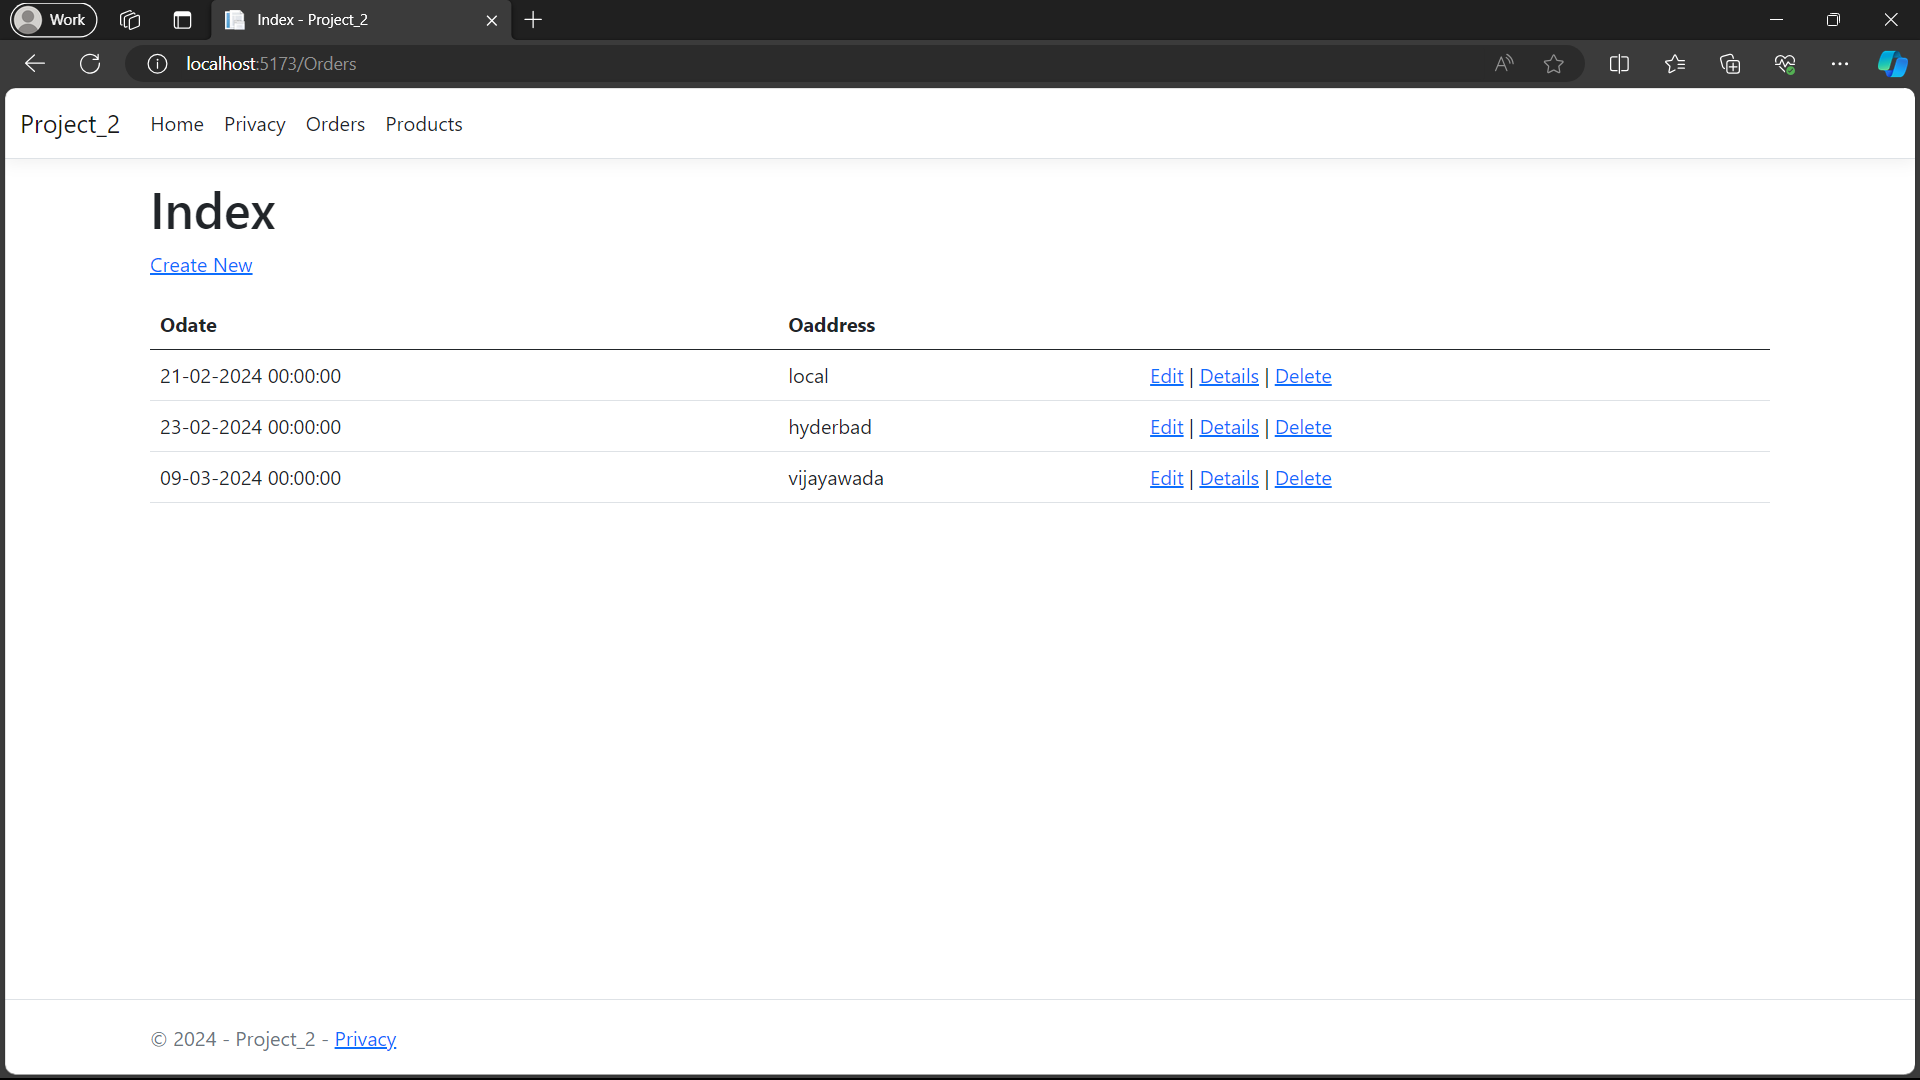 Work
Index - Project_2
localhost:5173/Orders
Project_2 Home Privacy Orders Products
Index
Create New
Odate Oaddress
21-02-2024 00:00:00 local Edit | Details | Delete
23-02-2024 00:00:00 hyderbad Edit | Details | Delete
09-03-2024 00:00:00 vijayawada Edit | Details | Delete
© 2024 - Project_2 - Privacy